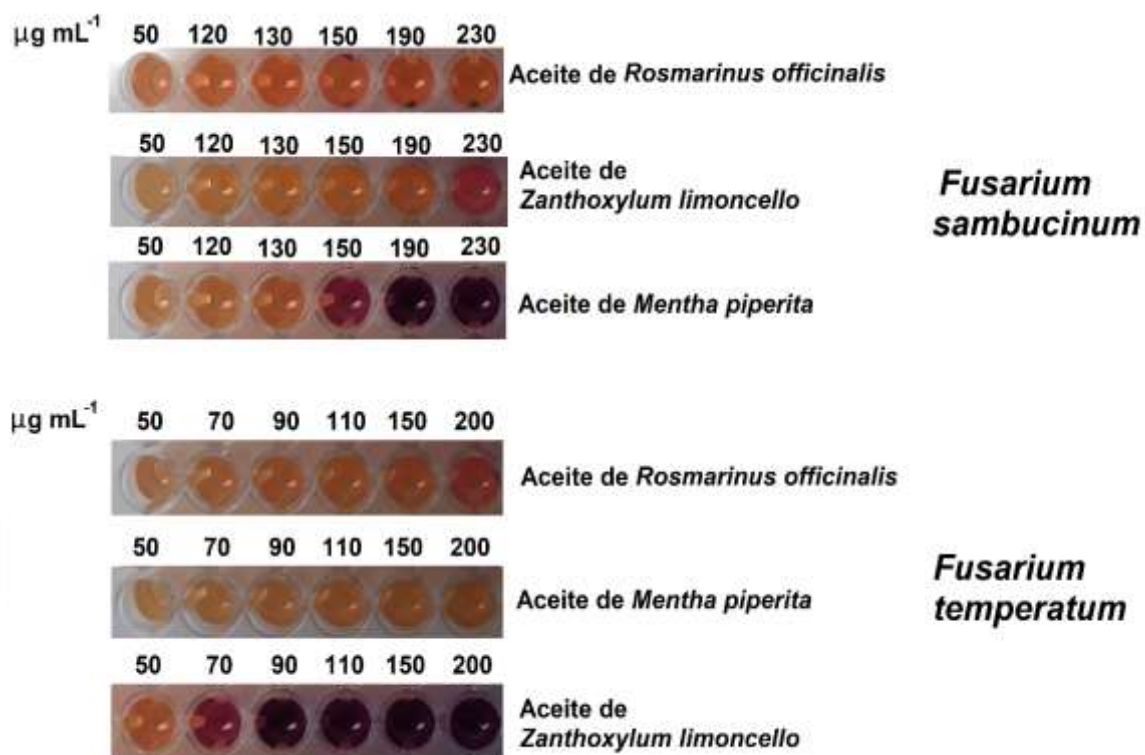 μg mL-1 50 120 130 150 190 230
Aceite de Rosmarinus officinalis
50 120 130 150 190 230
Aceite de
Zanthoxylum limoncello
50 120 130 150 190 230
Aceite de Mentha piperita
Fusarium
sambucinum
μg mL-1 50 70 90 110 150 200
Aceite de Rosmarinus officinalis
50 70 90 110 150 200
Aceite de Mentha piperita
50 70 90 110 150 200
Aceite de
Zanthoxylum limoncello
Fusarium
temperatum